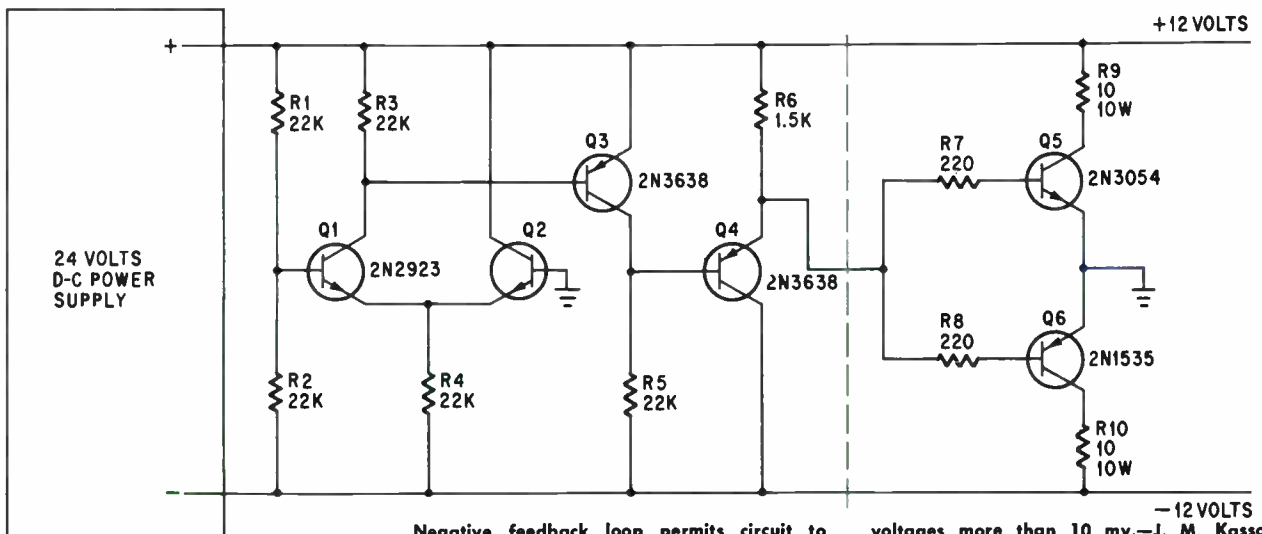 +12 VOLTS
+
R1
22K
R3
22K
R6
1.5K
R9
10
10W
Q3
2N3638
R7
220
Q5
2N3054
24 VOLTS
D-C POWER
SUPPLY
Q1
2N2923
Q2
Q4
2N3638
R8
220
Q6
2N1535
R2
22K
R4
22K
R5
22K
R10
10
10W
-
-12 VOLTS
Negative feedback loop permits circuit to
voltages more than 10 mv.—J. M. Kasso